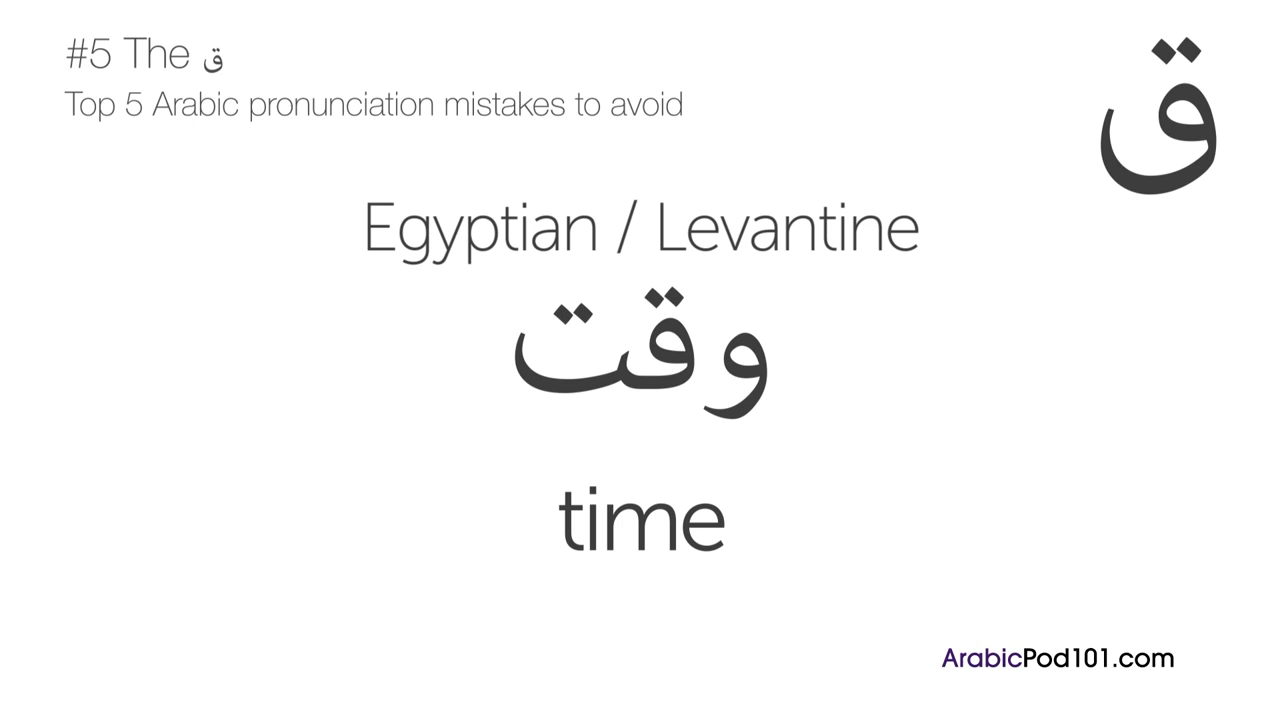 #5 The ق
Top 5 Arabic pronunciation mistakes to avoid
ق
Egyptian / Levantine
وقت
time
ArabicPod101.com